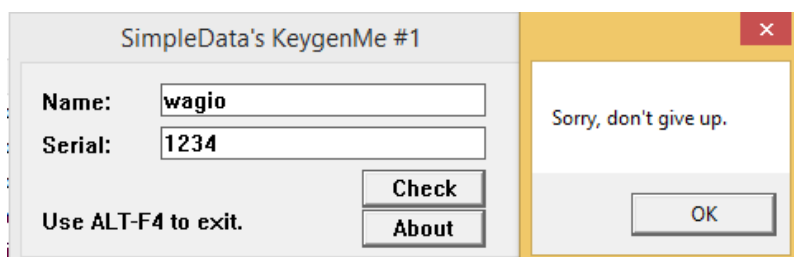 SimpleData's KeygenMe #1
Name: wagio
Serial: 1234
Check
Use ALT-F4 to exit.
About
Sorry, don't give up.
OK